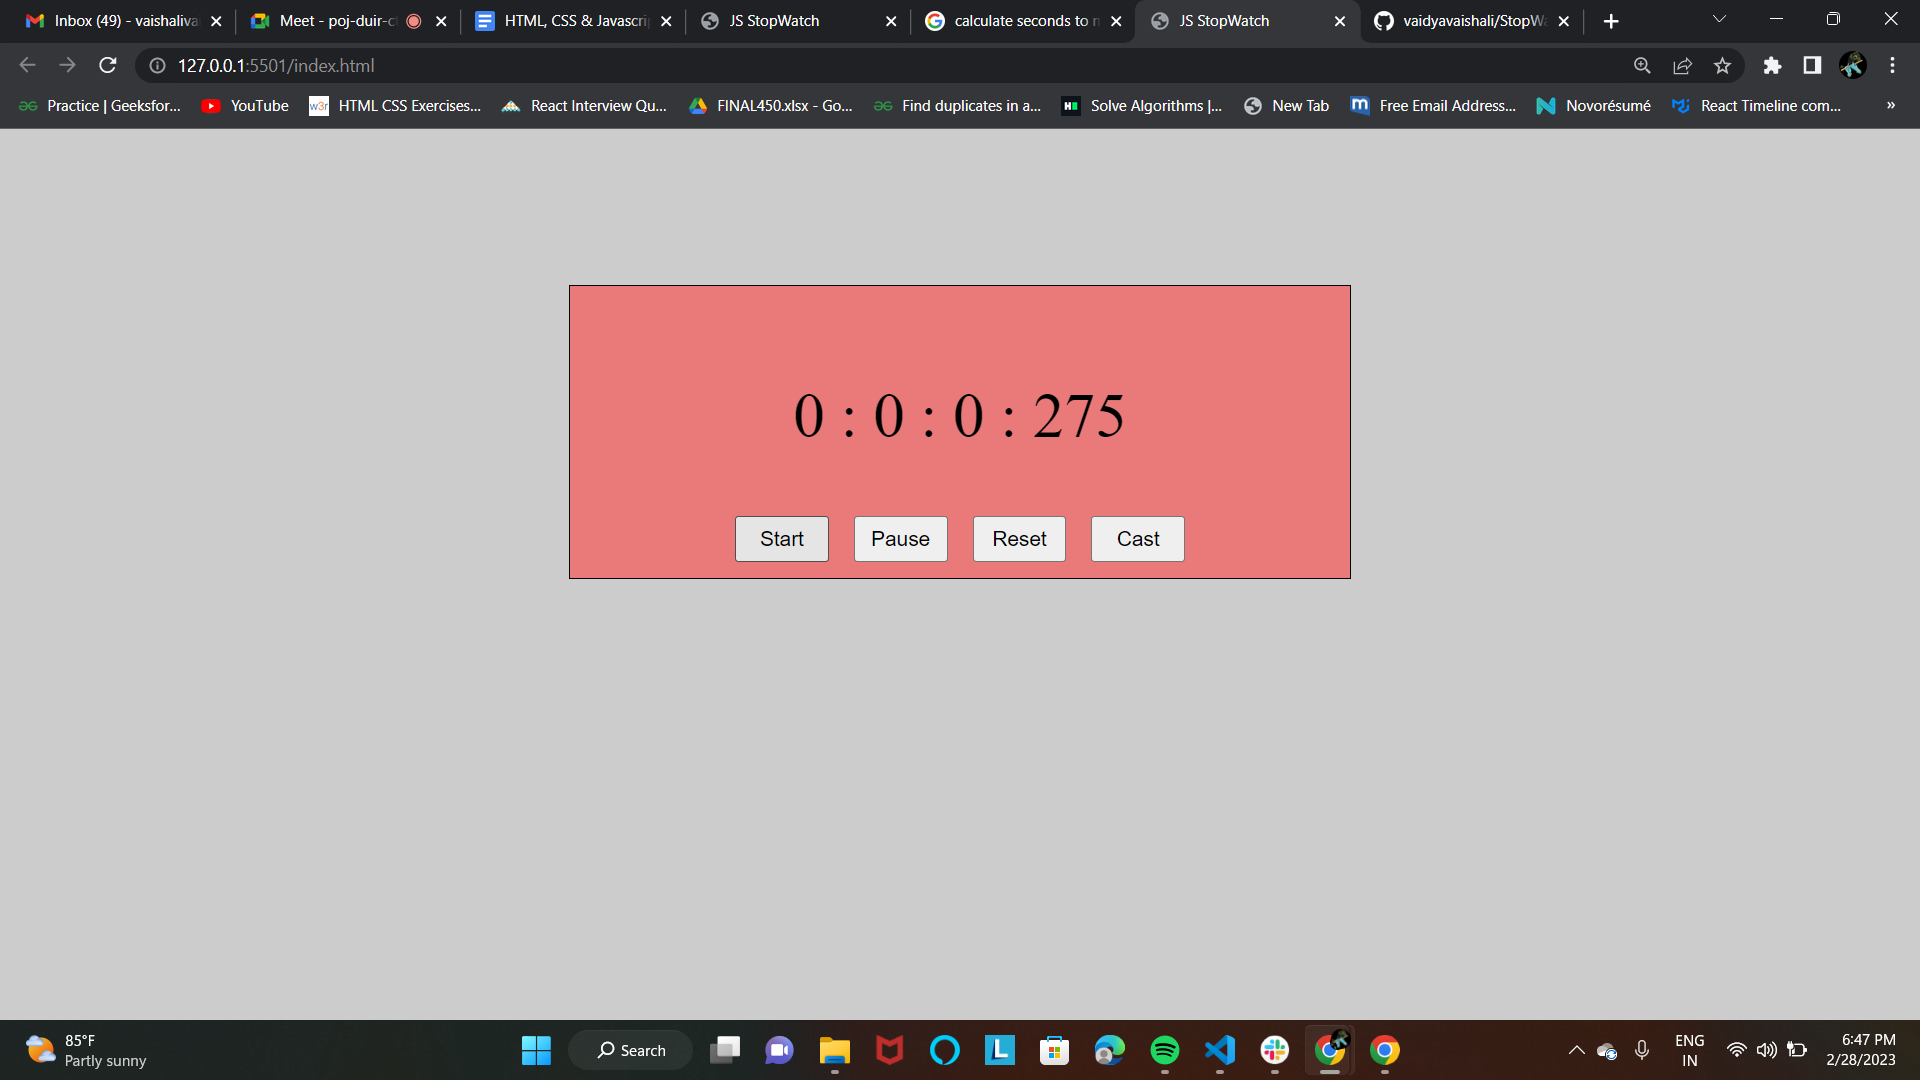 Inbox (49) - vaishaliva
Meet - poj-duir-c
HTML, CSS & Javascri
JS StopWatch
calculate seconds to m
JS StopWatch
vaidyavaishali/StopWa
127.0.0.1:5501/index.html
Practice | Geeksfor...
YouTube
w3r
HTML CSS Exercises...
React Interview Qu...
FINAL450.xlsx - Go...
Find duplicates in a...
H
Solve Algorithms |...
New Tab
m
Free Email Address...
Novorésumé
React Timeline com...
»
0 : 0 : 0 : 275
Start
Pause
Reset
Cast
85°F
Partly sunny
Search
L
ENG
IN
6:47 PM
2/28/2023